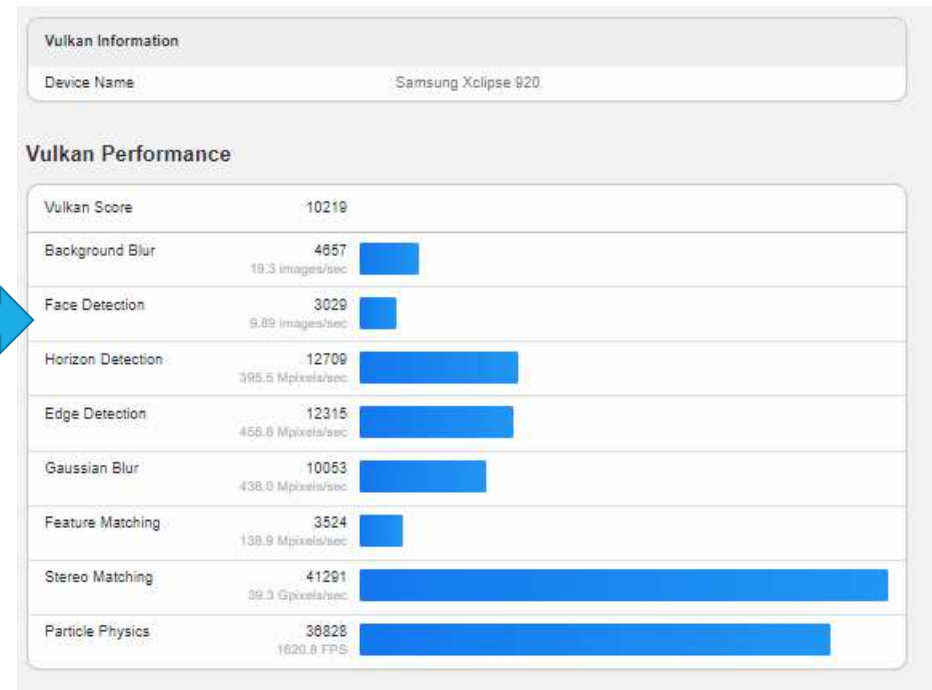 Vulkan Information
Device Name Samsung Xclipse 920
Vulkan Performance
Vulkan Score 10219
Background Blur 4657
19.3 images/sec
Face Detection 3029
9.89 images/sec
Horizon Detection 12709
395.5 Mpixels/sec
Edge Detection 12315
456.8 Mpixels/sec
Gaussian Blur 10053
438.0 Mpixels/sec
Feature Matching 3524
138.9 Mpixels/sec
Stereo Matching 41291
39.3 Gpixels/sec
Particle Physics 36828
1620.8 FPS